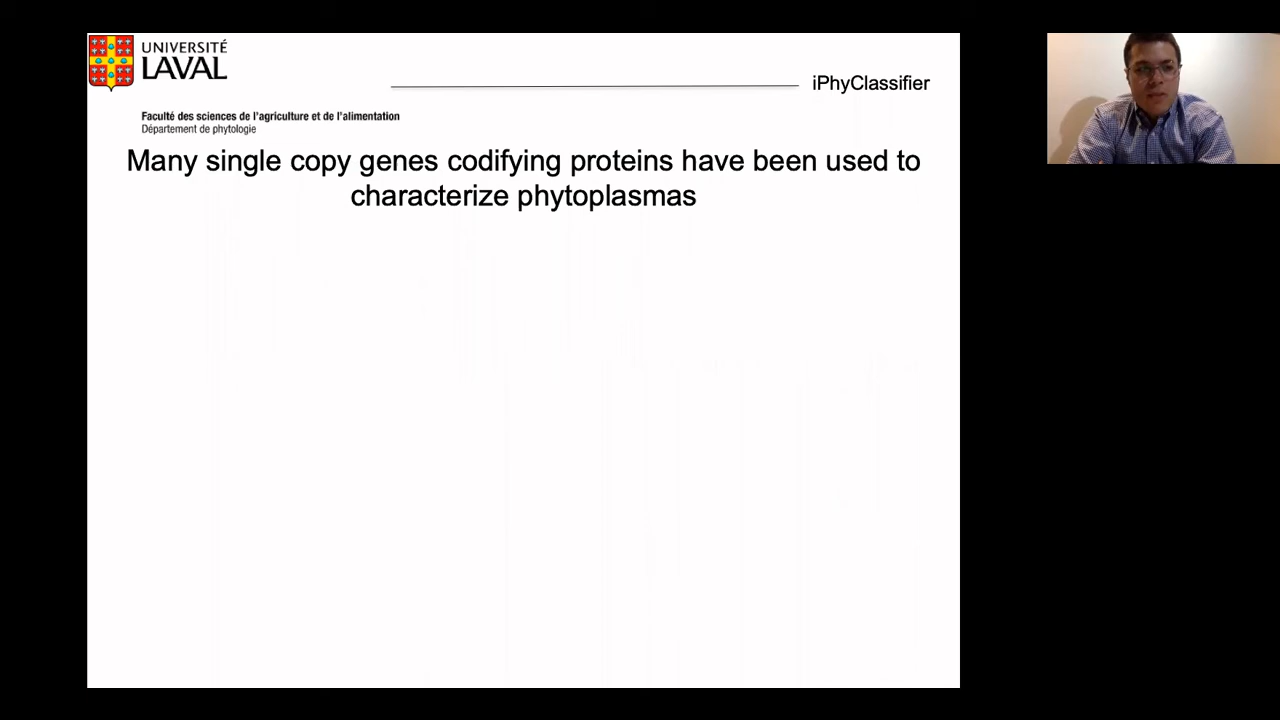 UNIVERSITÉ
LAVAL
iPhyClassifier
Faculté des sciences de l'agriculture et de l'alimentation
Département de phytologie
Many single copy genes codifying proteins have been used to
characterize phytoplasmas